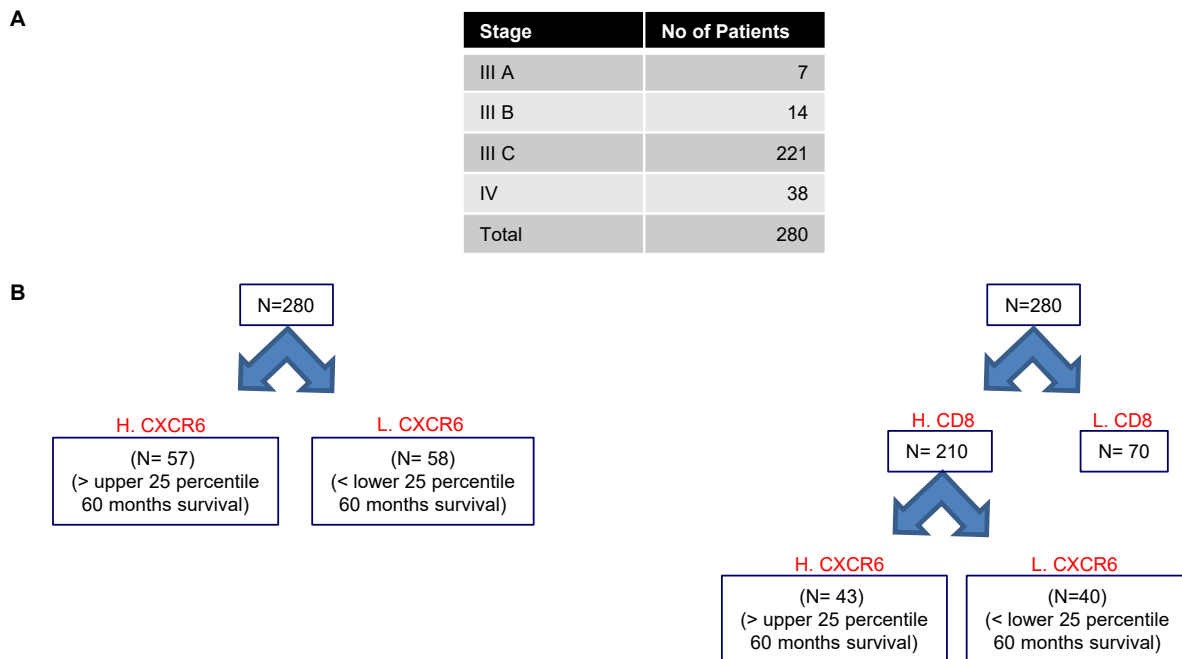 A
Stage No of Patients
III A 7
III B 14
III C 221
IV 38
Total 280
B
N=280
H. CXCR6
(N= 57)
(> upper 25 percentile
60 months survival)
L. CXCR6
(N= 58)
(< lower 25 percentile
60 months survival)
N=280
H. CD8
N= 210
L. CD8
N= 70
H. CXCR6
(N= 43)
(> upper 25 percentile
60 months survival)
L. CXCR6
(N=40)
(< lower 25 percentile
60 months survival)